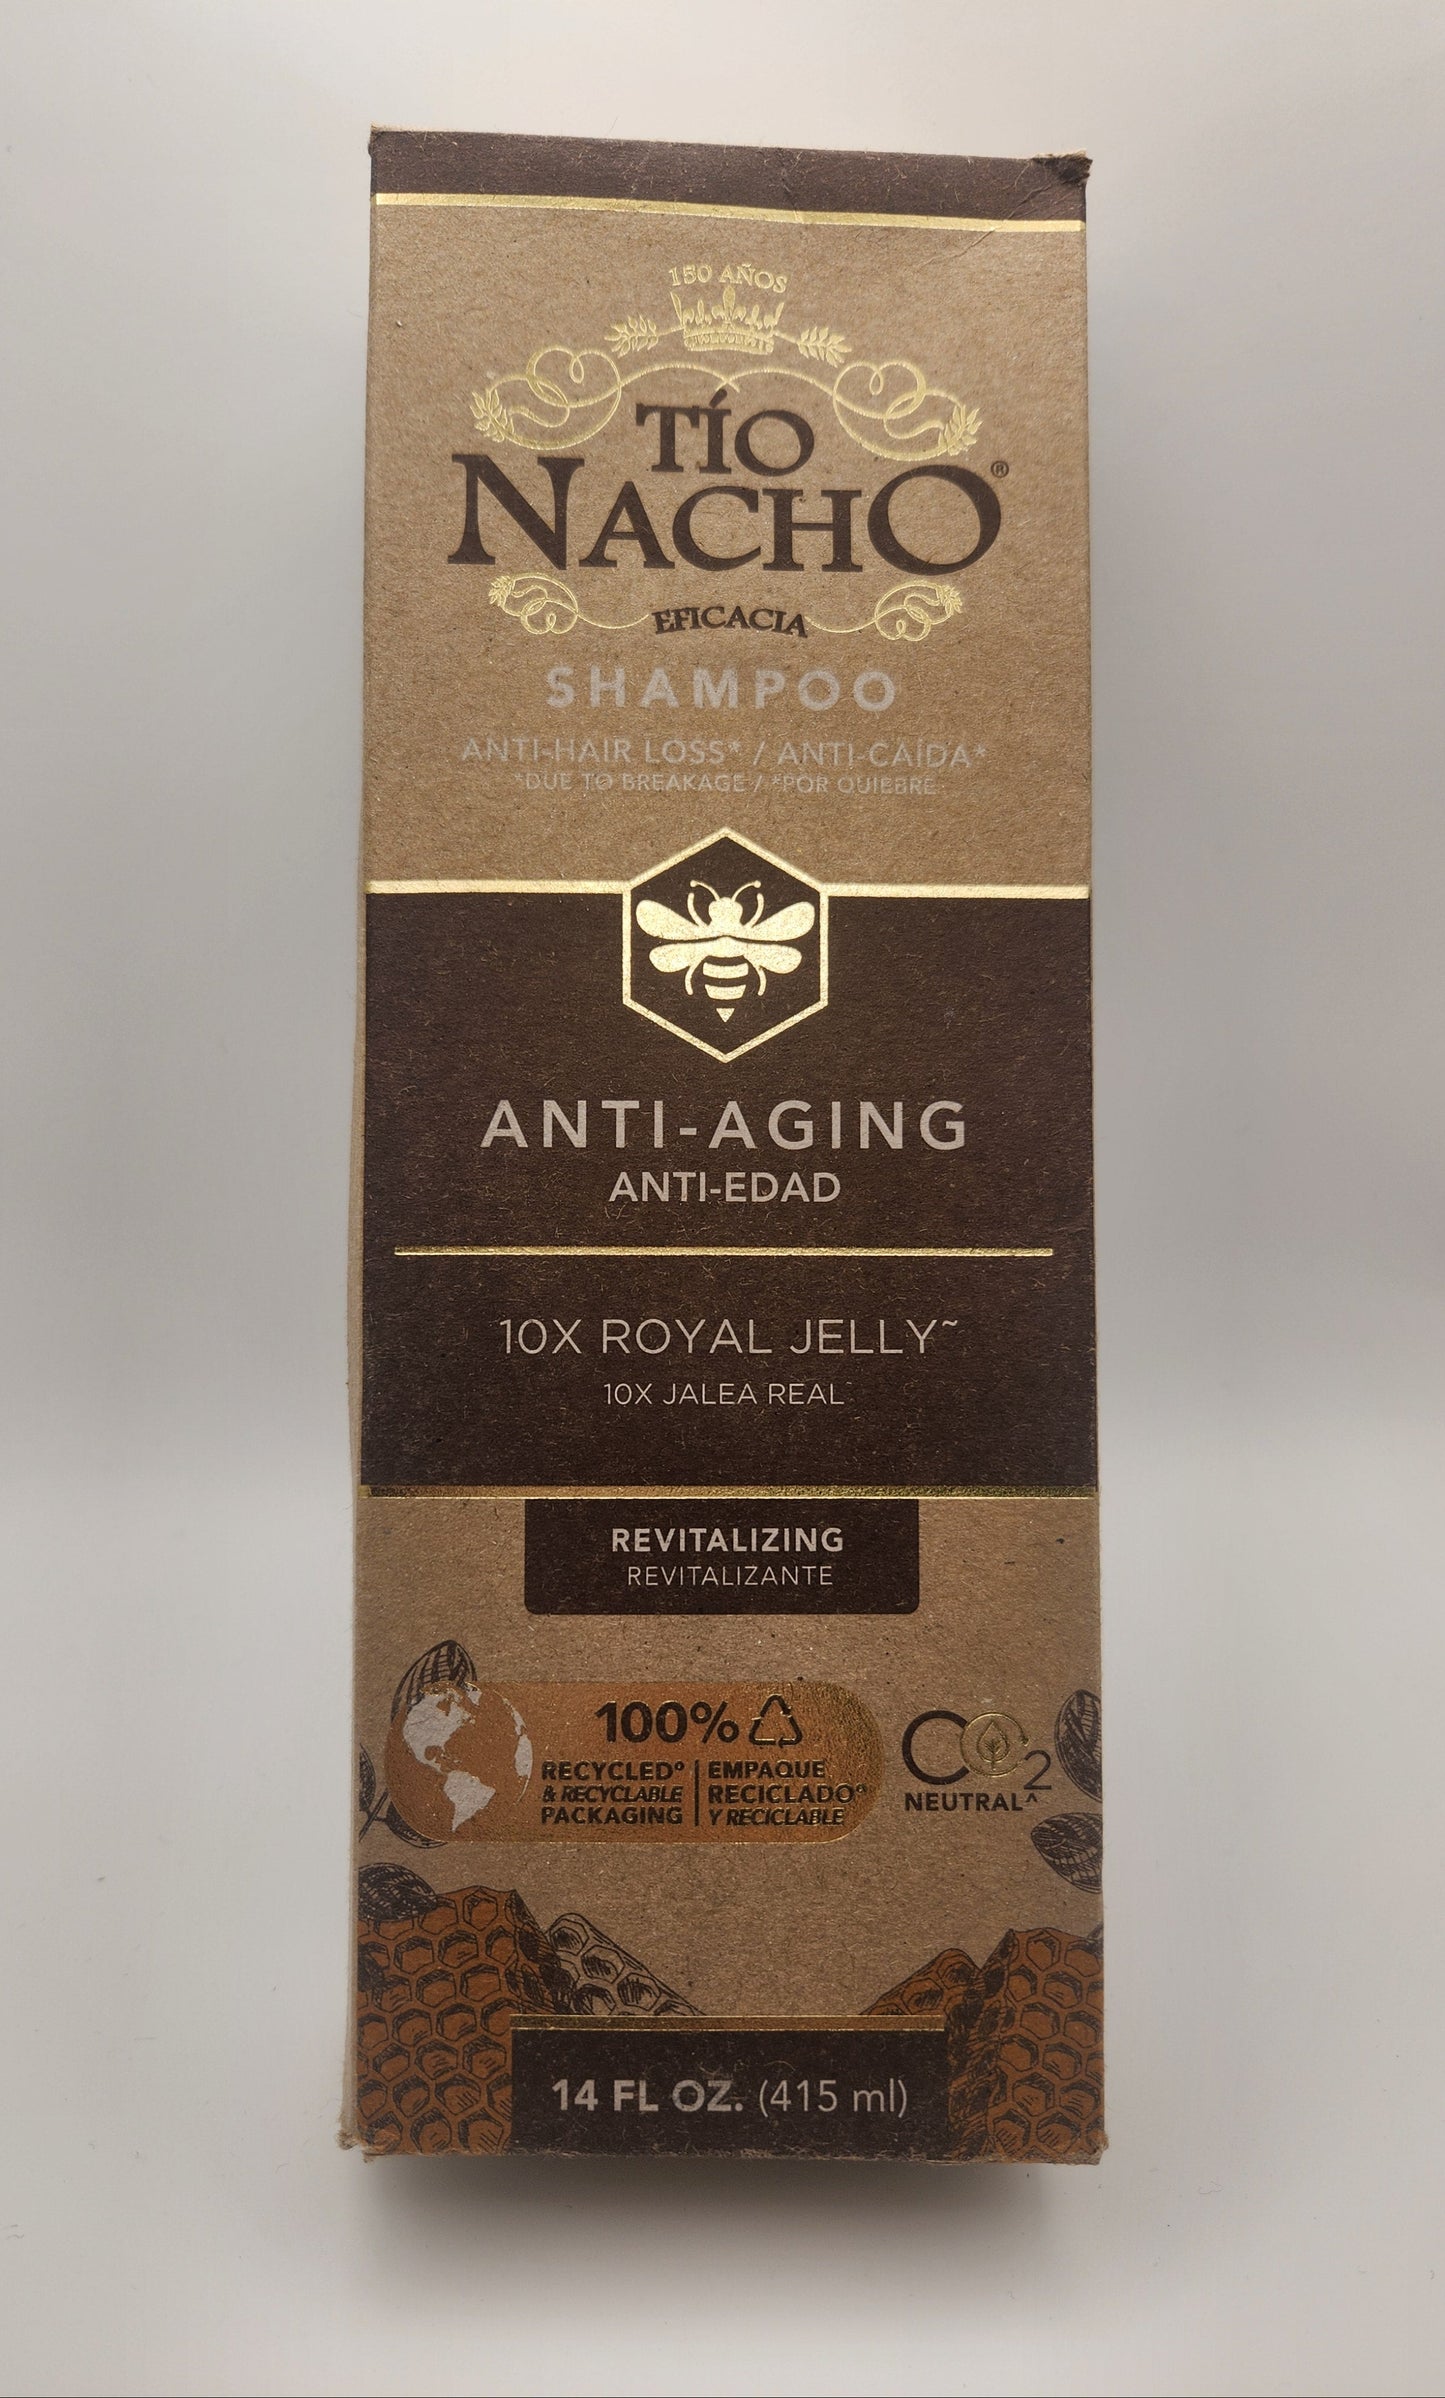 150 AÑOS
TÍO
NACHO®
EFICACIA
SHAMPOO
ANTI-HAIR LOSS* / ANTI-CAÍDA*
*DUE TO BREAKAGE / *POR QUIEBRE
ANTI-AGING
ANTI-EDAD
10X ROYAL JELLY~
10X JALEA REAL~
REVITALIZING
REVITALIZANTE
100%
RECYCLED°
& RECYCLABLE
PACKAGING
EMPAQUE
RECICLADO°
Y RECICLABLE
CO2
NEUTRAL^
14 FL OZ. (415 ml)